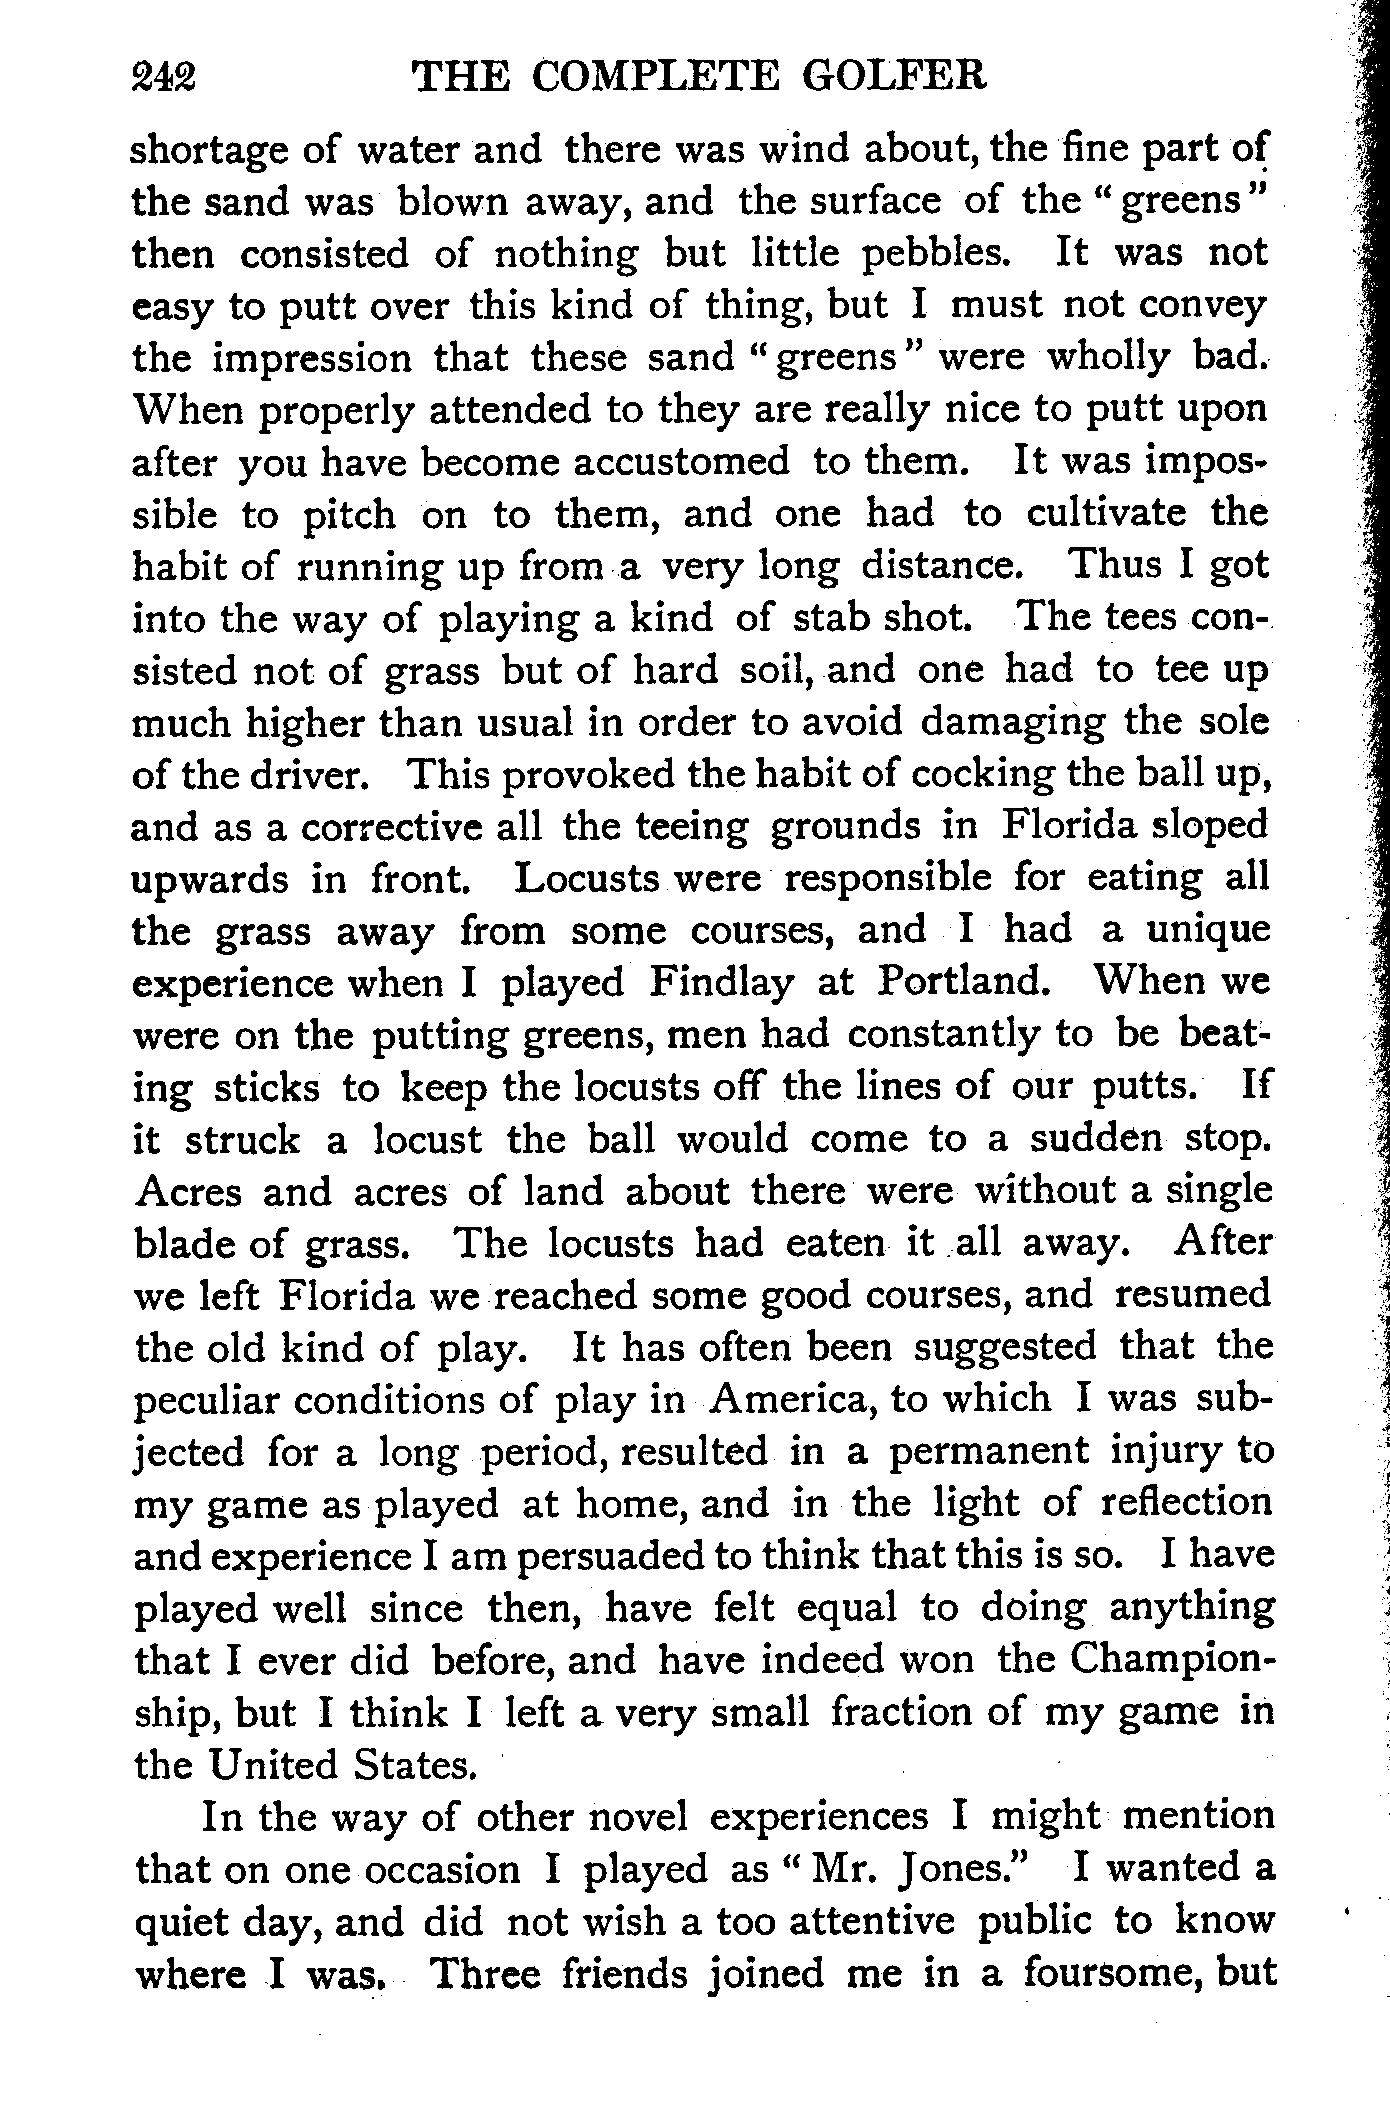 242 THE COMPLETE GOLFER
shortage of water and there was wind about, the fine part of
the sand was blown away, and the surface of the “ greens ”
then consisted of nothing but little pebbles. It was not
easy to putt over this kind of thing, but I must not convey
the impression that these sand “ greens ” were wholly bad.
When properly attended to they are really nice to putt upon
after you have become accustomed to them. It was impos-
sible to pitch on to them, and one had to cultivate the
habit of running up from a very long distance. Thus I got
into the way of playing a kind of stab shot. The tees con-
sisted not of grass but of hard soil, and one had to tee up
much higher than usual in order to avoid damaging the sole
of the driver. This provoked the habit of cocking the ball up,
and as a corrective all the teeing grounds in Florida sloped
upwards in front. Locusts were responsible for eating all
the grass away from some courses, and I had a unique
experience when I played Findlay at Portland. When we
were on the putting greens, men had constantly to be beat-
ing sticks to keep the locusts off the lines of our putts. If
it struck a locust the ball would come to a sudden stop.
Acres and acres of land about there were without a single
blade of grass. The locusts had eaten it all away. After
we left Florida we reached some good courses, and resumed
the old kind of play. It has often been suggested that the
peculiar conditions of play in America, to which I was sub-
jected for a long period, resulted in a permanent injury to
my game as played at home, and in the light of reflection
and experience I am persuaded to think that this is so. I have
played well since then, have felt equal to doing anything
that I ever did before, and have indeed won the Champion-
ship, but I think I left a very small fraction of my game in
the United States.
In the way of other novel experiences I might mention
that on one occasion I played as “ Mr. Jones.” I wanted a
quiet day, and did not wish a too attentive public to know
where I was. Three friends joined me in a foursome, but